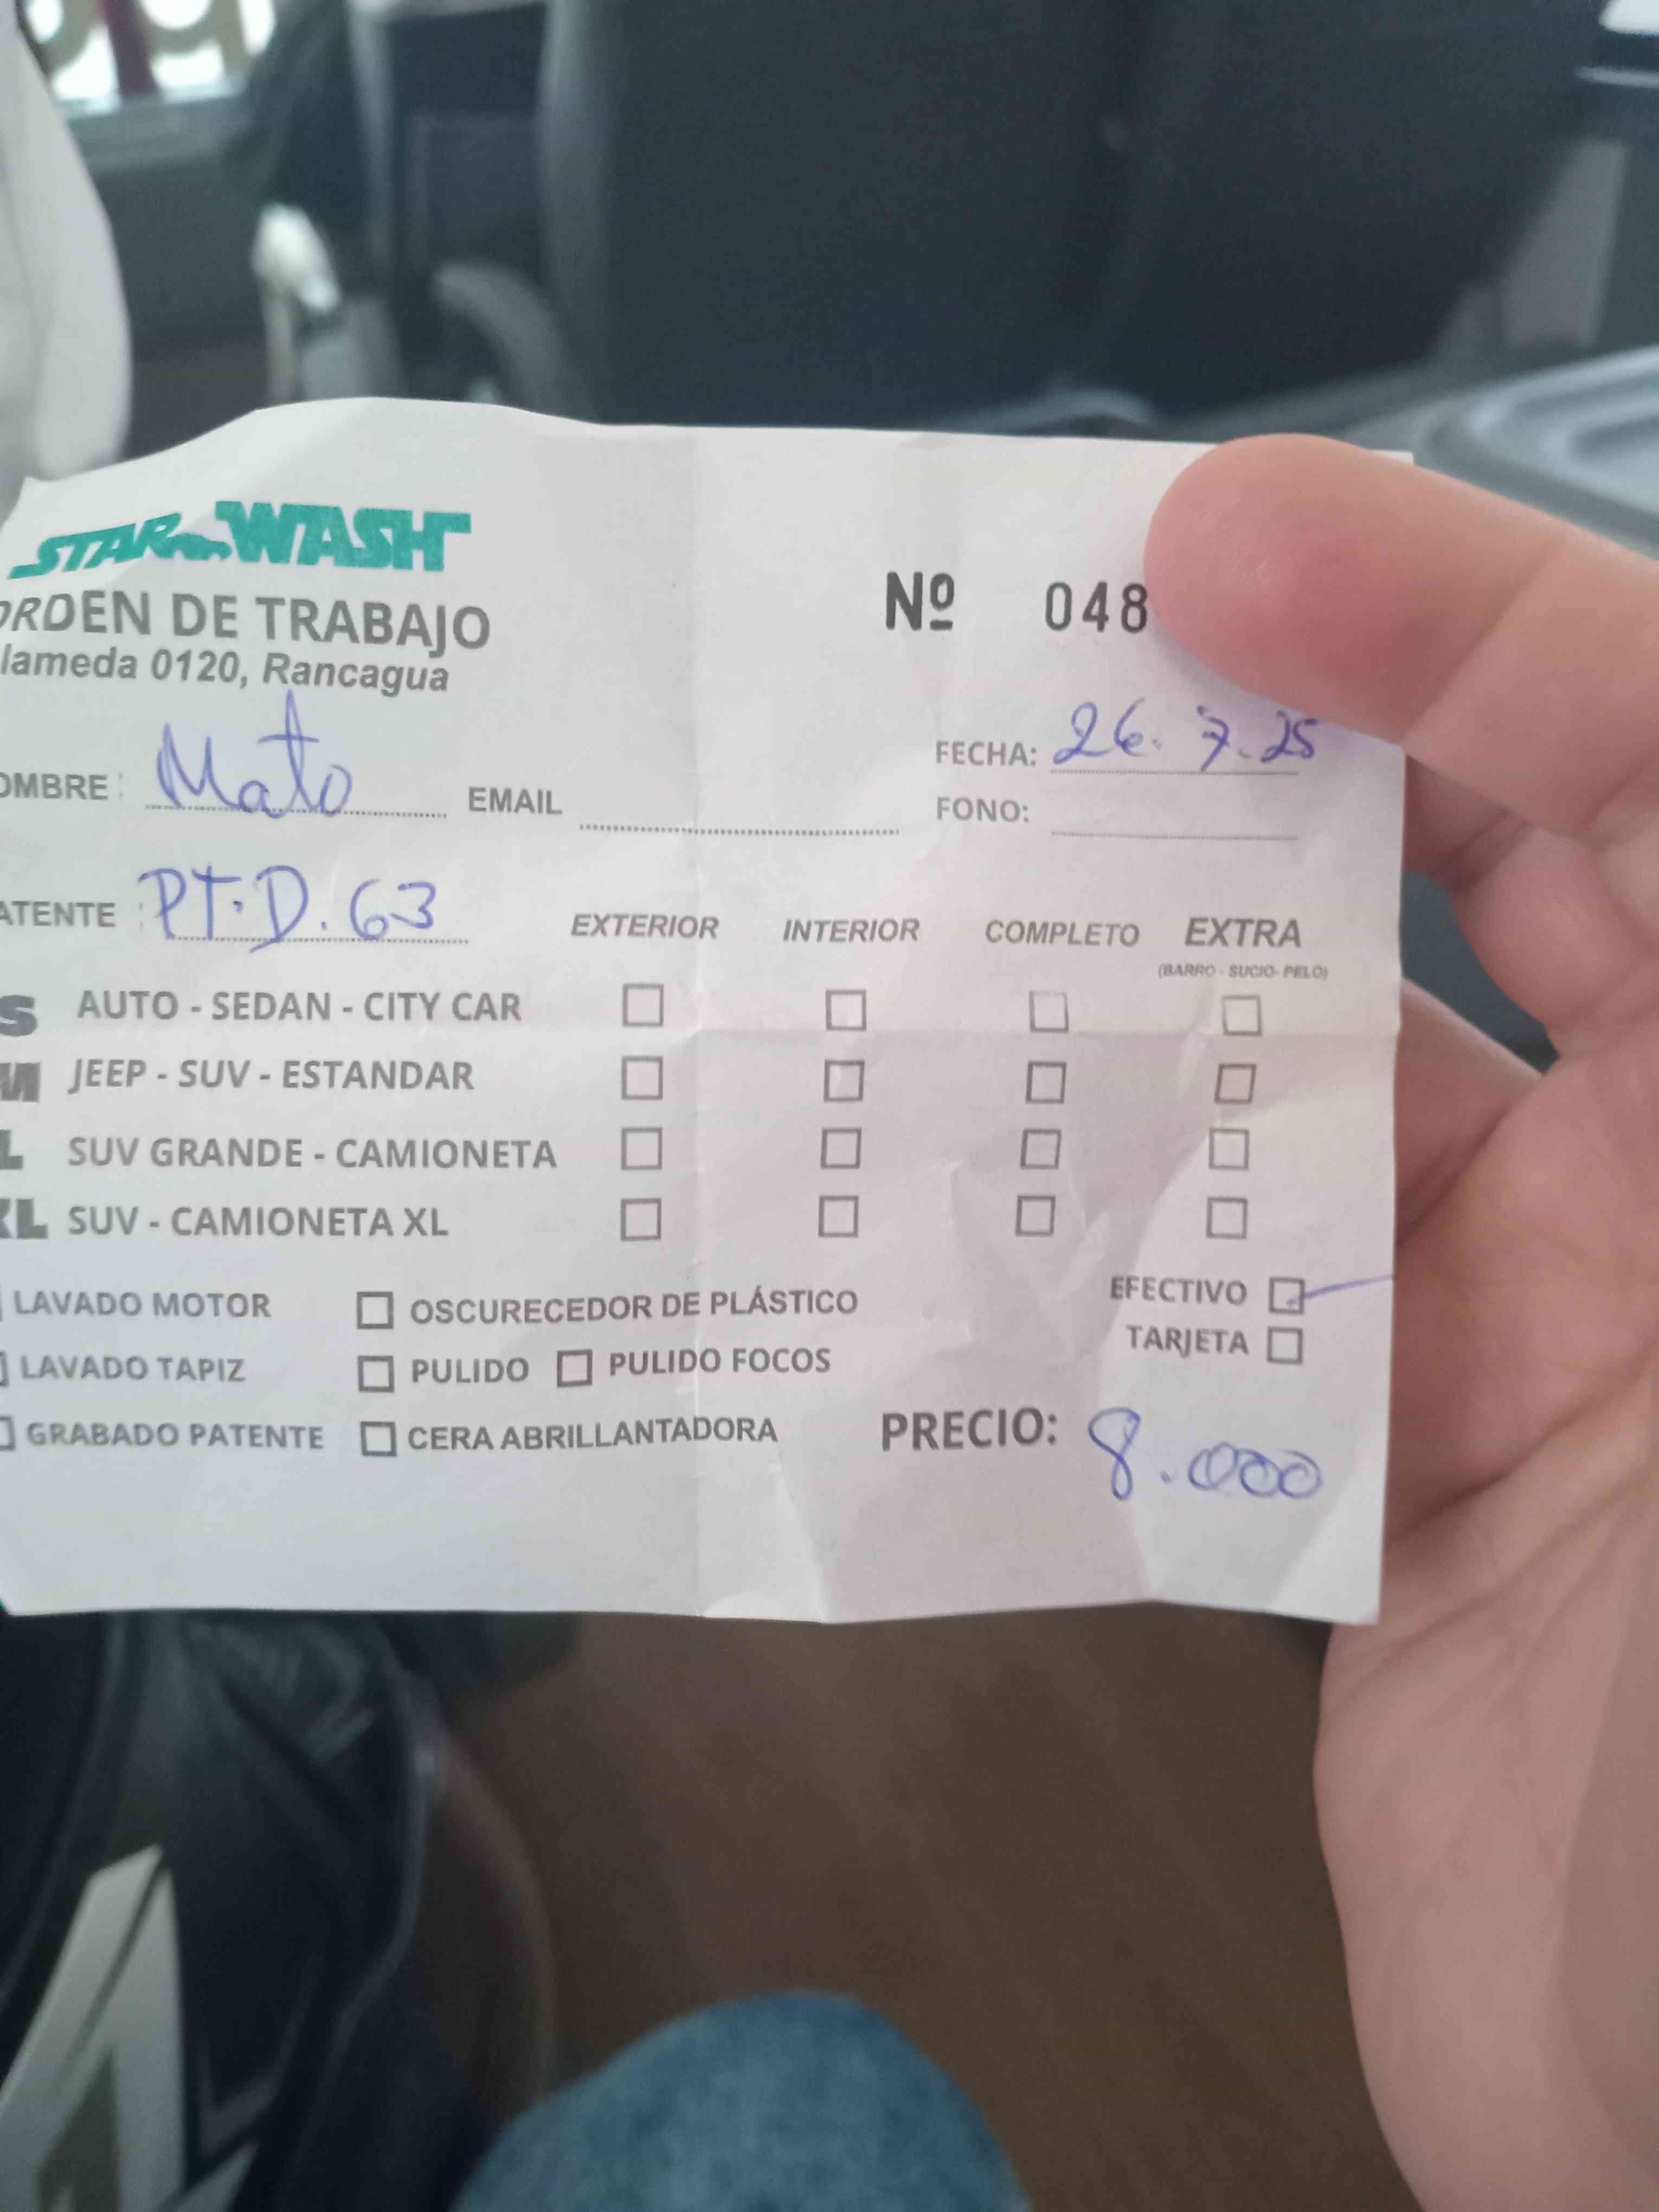 STAR WASH
ORDEN DE TRABAJO
lameda 0120, Rancagua
Nº 048
FECHA: 26. 7. 25
OMBRE: Mato EMAIL
FONO:
ATENTE: PT.D.63
EXTERIOR INTERIOR COMPLETO EXTRA
(BARRO - SUCIO- PELO)
S AUTO - SEDAN - CITY CAR
M JEEP - SUV - ESTANDAR
L SUV GRANDE - CAMIONETA
XL SUV - CAMIONETA XL
LAVADO MOTOR OSCURECEDOR DE PLÁSTICO EFECTIVO
LAVADO TAPIZ PULIDO PULIDO FOCOS TARJETA
GRABADO PATENTE CERA ABRILLANTADORA PRECIO: 8.000